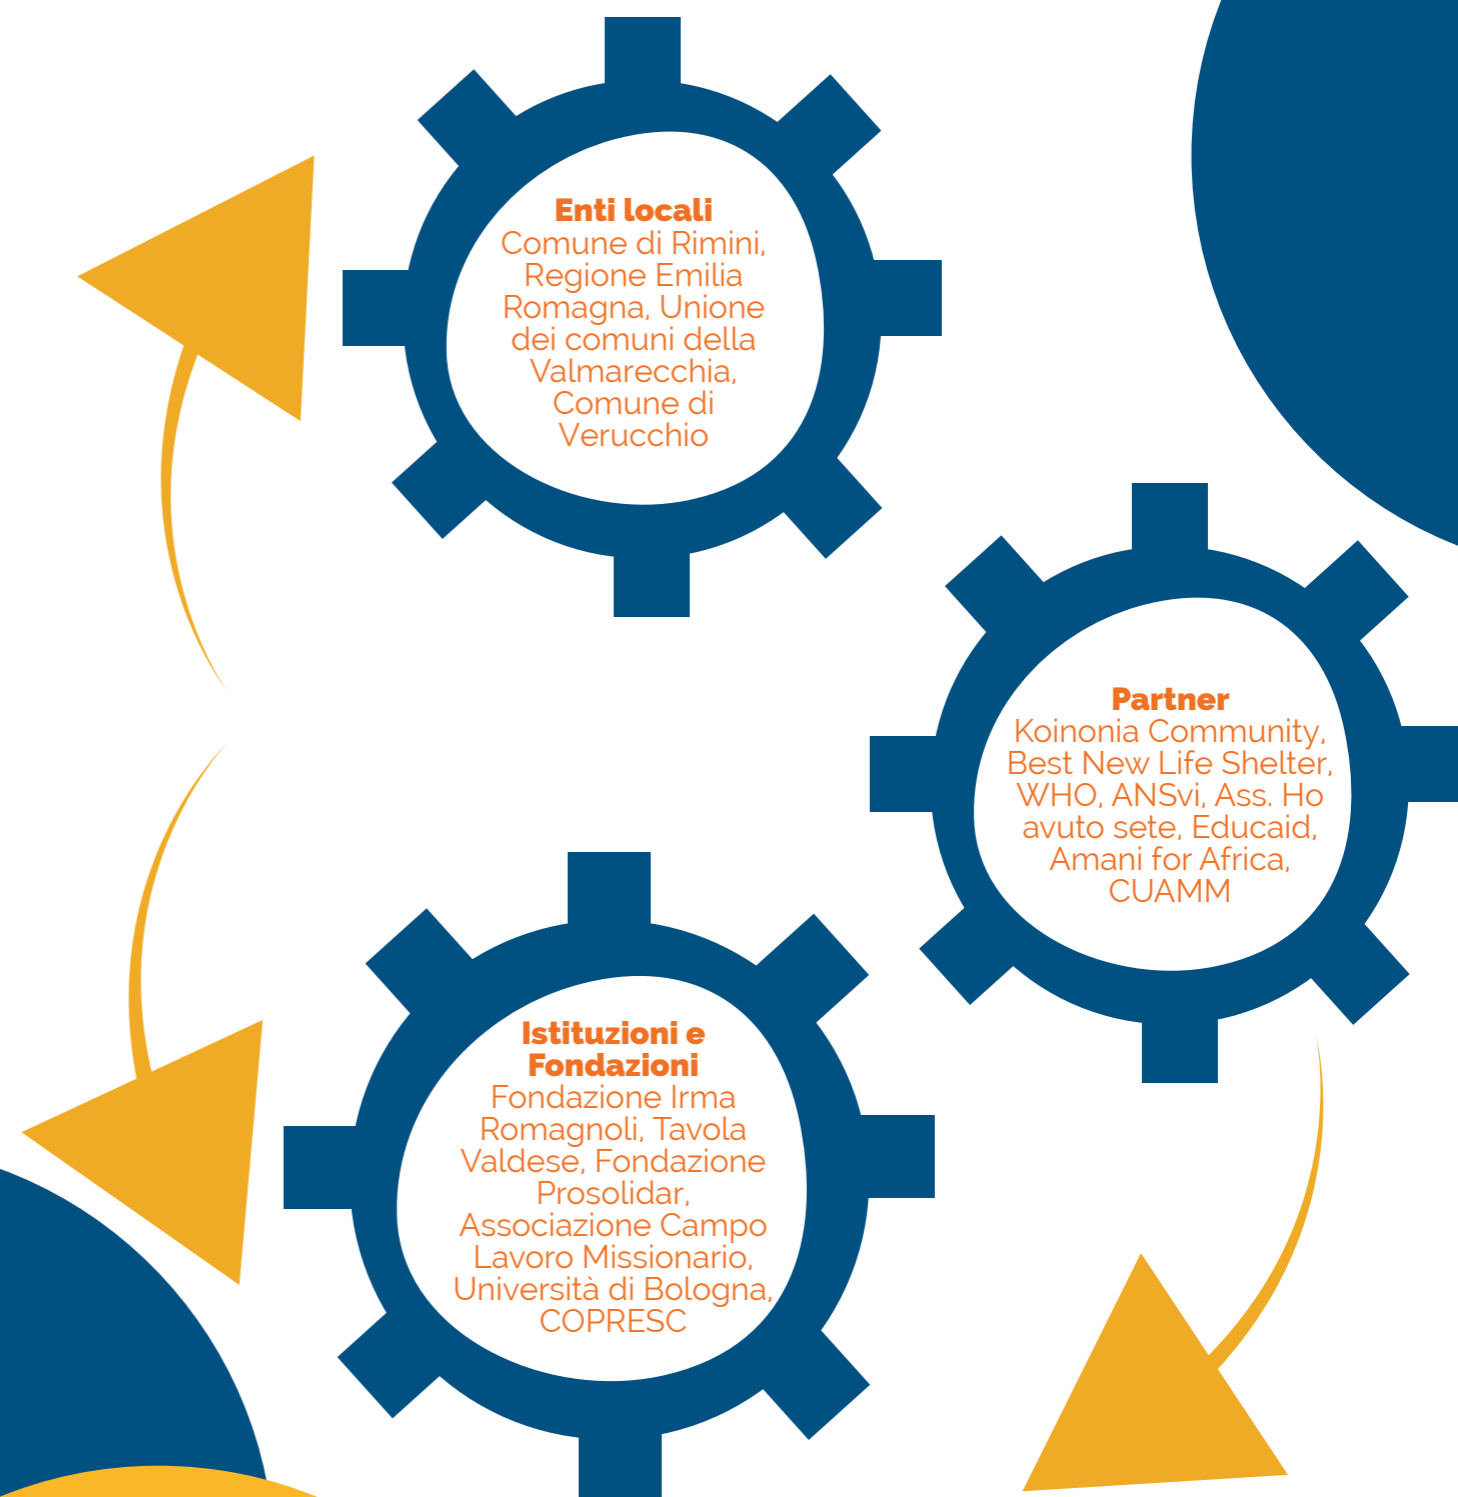 Enti locali
Comune di Rimini,
Regione Emilia
Romagna, Unione
dei comuni della
Valmarecchia,
Comune di
Verucchio
Partner
Koinonia Community,
Best New Life Shelter,
WHO, ANSvi, Ass. Ho
avuto sete, Educaid,
Amani for Africa,
CUAMM
Istituzioni e
Fondazioni
Fondazione Irma
Romagnoli, Tavola
Valdese, Fondazione
Prosolidar,
Associazione Campo
Lavoro Missionario,
Università di Bologna,
COPRESC